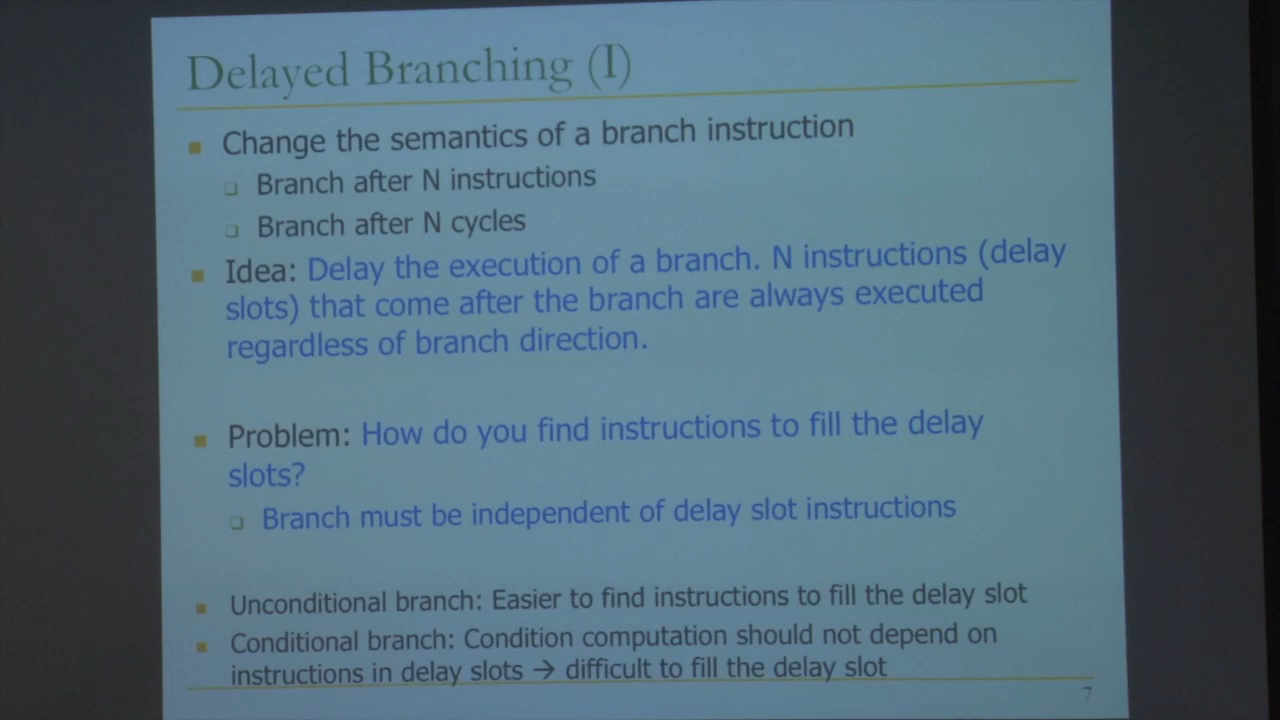 Delayed Branching (I)
Change the semantics of a branch instruction
Branch after N instructions
Branch after N cycles
Idea: Delay the execution of a branch. N instructions (delay
slots) that come after the branch are always executed
regardless of branch direction.
Problem: How do you find instructions to fill the delay
slots?
Branch must be independent of delay slot instructions
Unconditional branch: Easier to find instructions to fill the delay slot
Conditional branch: Condition computation should not depend on
instructions in delay slots → difficult to fill the delay slot
7